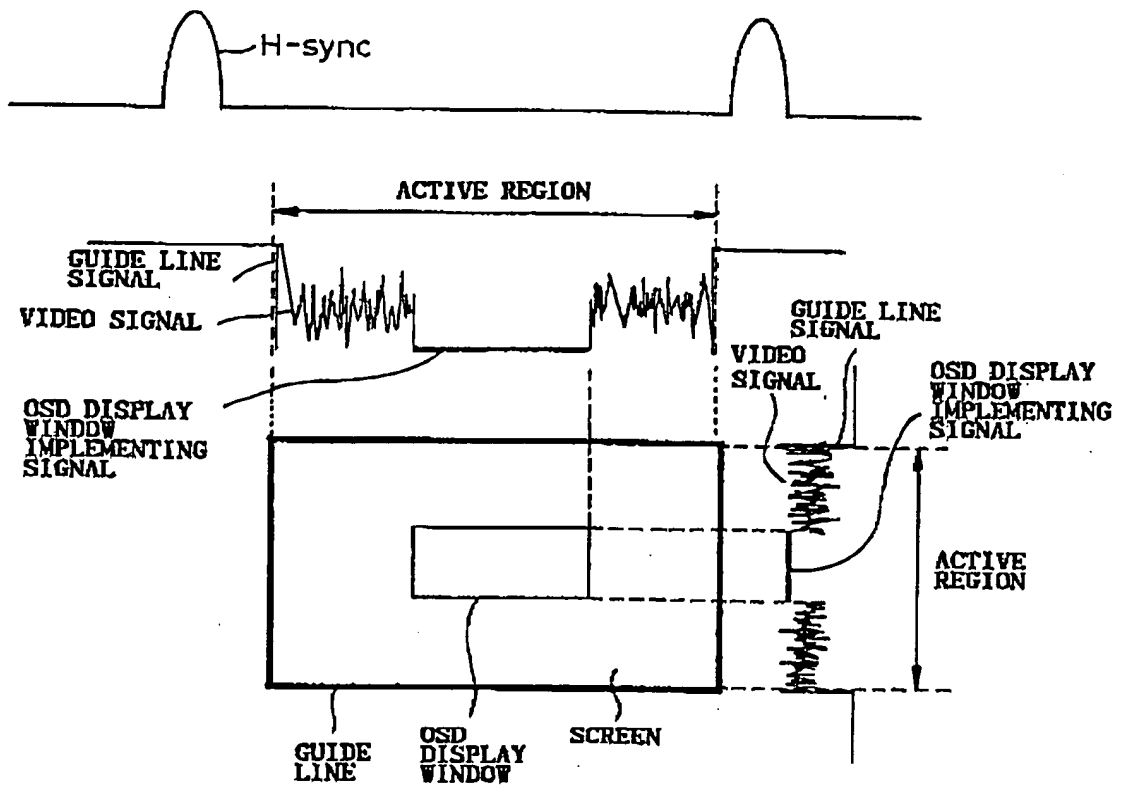 H-sync
ACTIVE REGION
GUIDE LINE
SIGNAL
VIDEO SIGNAL
OSD DISPLAY
WINDOW
IMPLEMENTING
SIGNAL
GUIDE LINE
SIGNAL
VIDEO
SIGNAL
OSD DISPLAY
WINDOW
IMPLEMENTING
SIGNAL
ACTIVE
REGION
GUIDE
LINE
OSD
DISPLAY
WINDOW
SCREEN